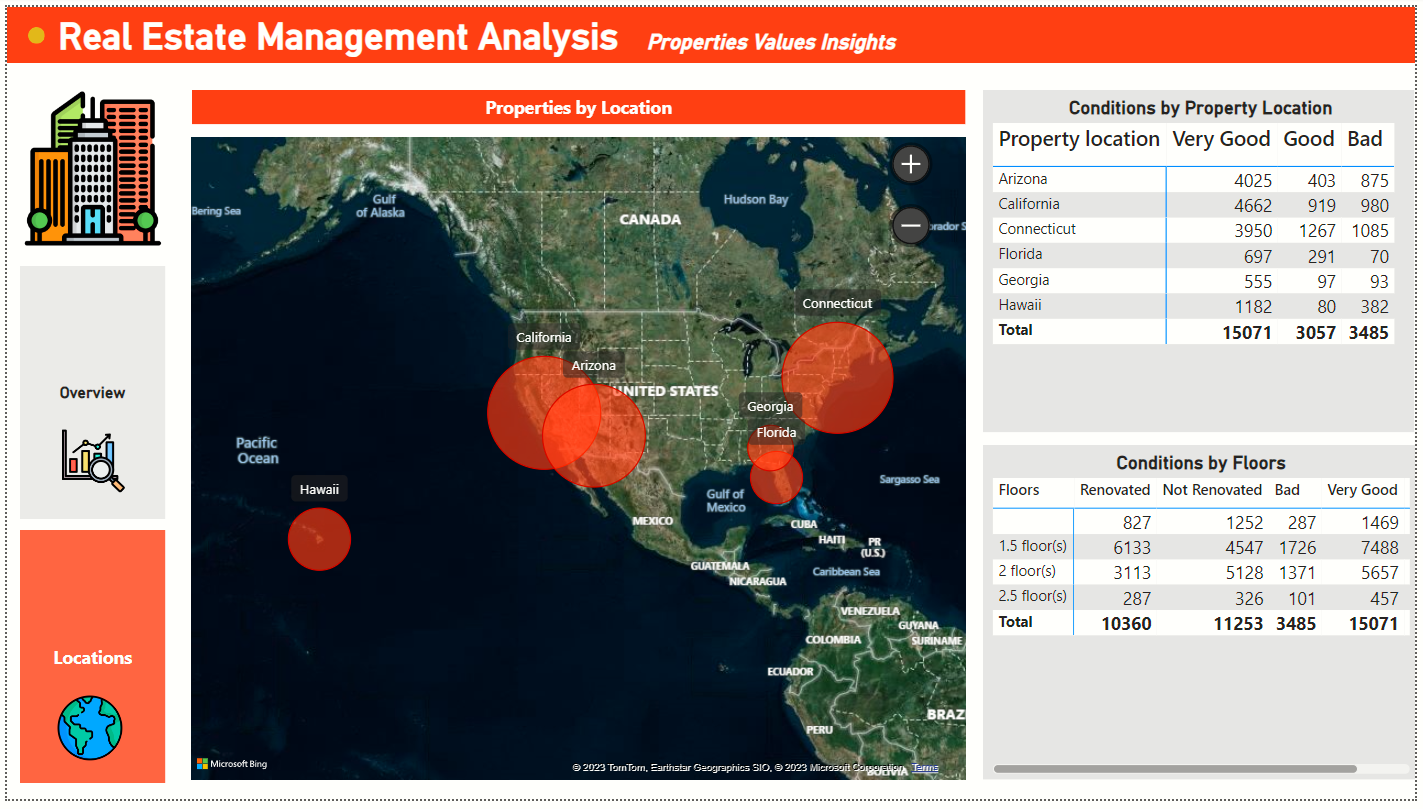 Real Estate Management Analysis Properties Values Insights
Overview
Locations
Properties by Location
Bering Sea
Gulf
of Alaska
CANADA
Hudson Bay
Connecticut
California
Arizona
UNITED STATES
Georgia
Florida
Pacific
Ocean
Hawaii
Gulf of
Mexico
Sargasso Sea
MEXICO
CUBA
HAITI
PR
(U.S.)
GUATEMALA
Caribbean Sea
NICARAGUA
VENEZUELA
GUYANA
COLOMBIA
SURINAME
ECUADOR
BRAZ
PERU
BOLIVIA
Microsoft Bing
© 2023 TomTom, Earthstar Geographics SIO, © 2023 Microsoft Corporation Terms
Conditions by Property Location
Property location Very Good Good Bad
Arizona 4025 403 875
California 4662 919 980
Connecticut 3950 1267 1085
Florida 697 291 70
Georgia 555 97 93
Hawaii 1182 80 382
Total 15071 3057 3485
Conditions by Floors
Floors Renovated Not Renovated Bad Very Good
827 1252 287 1469
1.5 floor(s) 6133 4547 1726 7488
2 floor(s) 3113 5128 1371 5657
2.5 floor(s) 287 326 101 457
Total 10360 11253 3485 15071